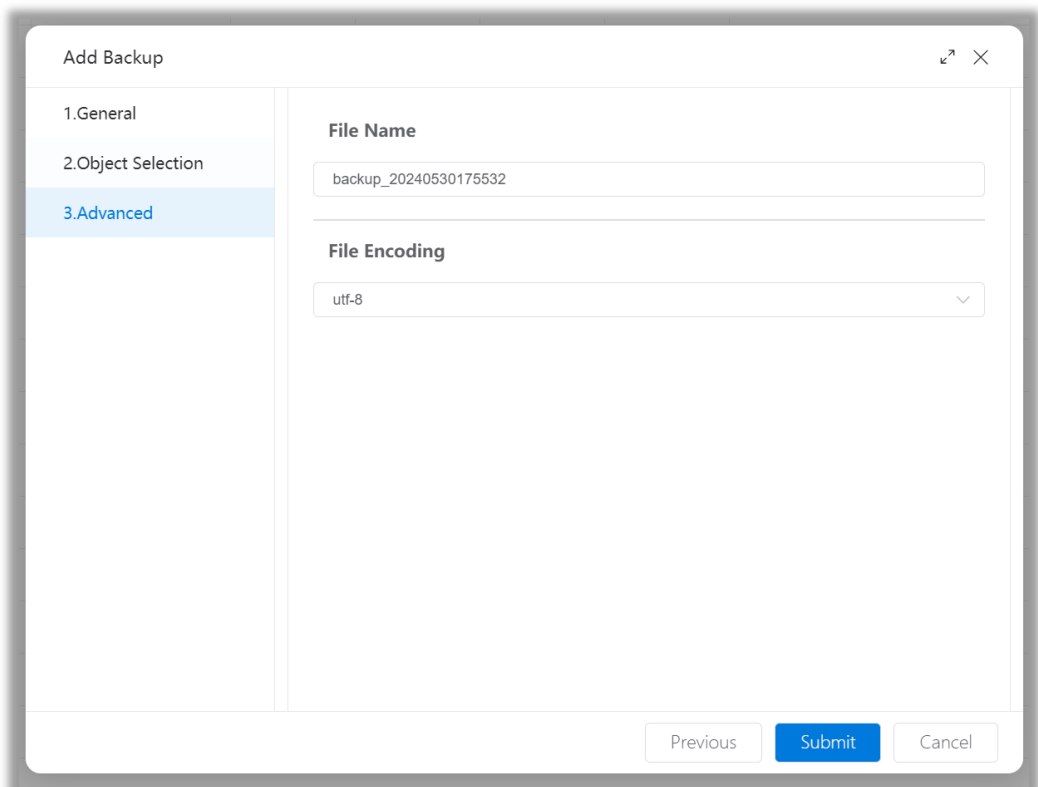 Add Backup
1.General
2.Object Selection
3.Advanced
File Name
backup_20240530175532
File Encoding
utf-8
Previous
Submit
Cancel